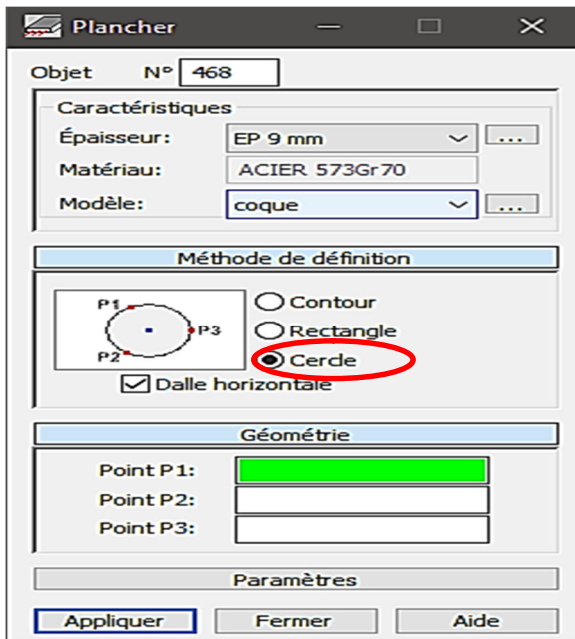 Plancher
Objet N° 468
Caractéristiques
Épaisseur: EP 9 mm ...
Matériau: ACIER 573Gr70
Modèle: coque ...
Méthode de définition
P1
P3
P2
Contour
Rectangle
Cercle
Dalle horizontale
Géométrie
Point P1:
Point P2:
Point P3:
Paramètres
Appliquer Fermer Aide